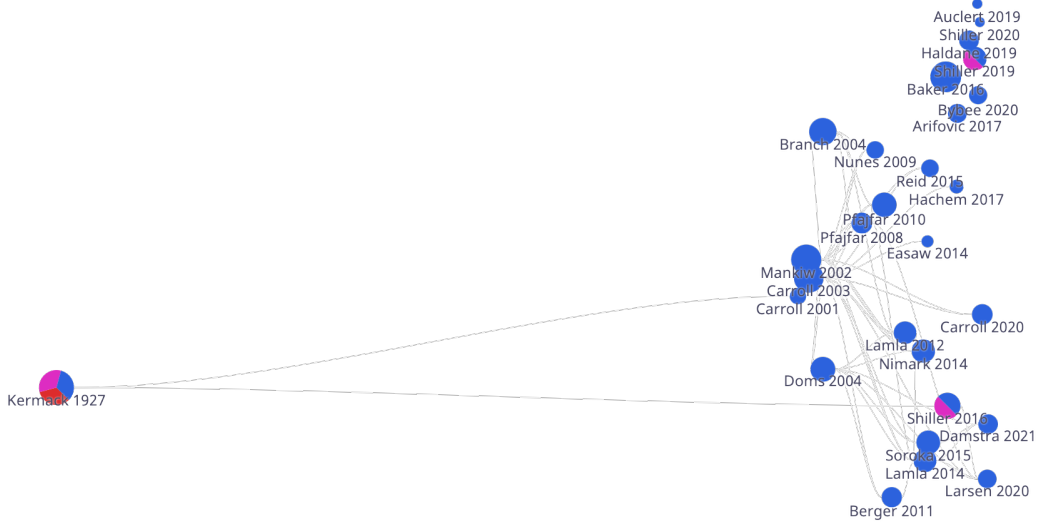 Auclert 2019
Shiller 2020
Haldane 2019
Shiller 2019
Baker 2016
Bybee 2020
Arifovic 2017
Branch 2004
Nunes 2009
Reid 2015
Hachem 2017
Pfajfar 2010
Pfajfar 2008
Easaw 2014
Mankiw 2002
Carroll 2003
Carroll 2001
Carroll 2020
Lamla 2012
Nimark 2014
Doms 2004
Kermack 1927
Shiller 2016
Damstra 2021
Soroka 2015
Lamla 2014
Larsen 2020
Berger 2011